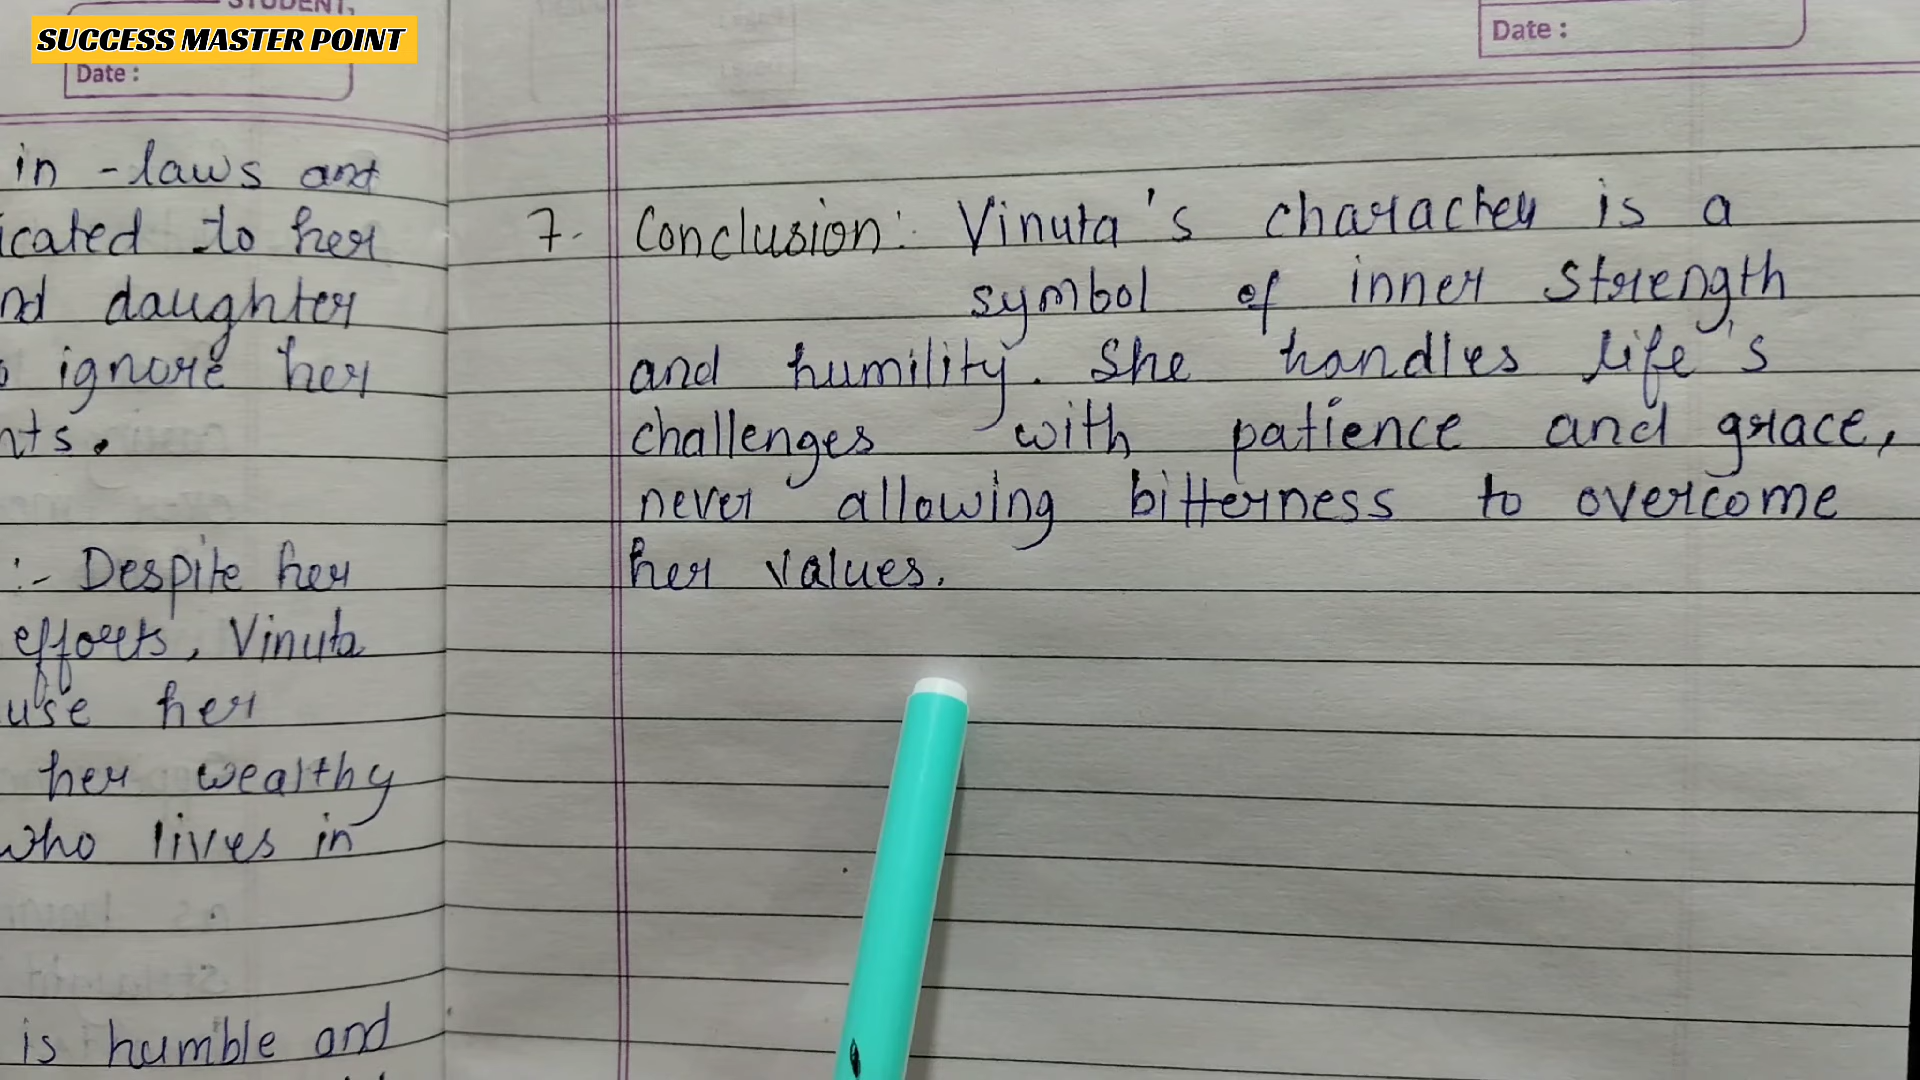 STUDENT,
SUCCESS MASTER POINT
Date :
in-laws and
icated to her
nd daughter
o ignore her
nts.
:- Despite her
efforts, Vinuta
use her
her wealthy
who lives in
is humble and
Date :
7. Conclusion: Vinuta's character is a
symbol of inner strength
and humility. She handles life's
challenges with patience and grace,
never allowing bitterness to overcome
her values.